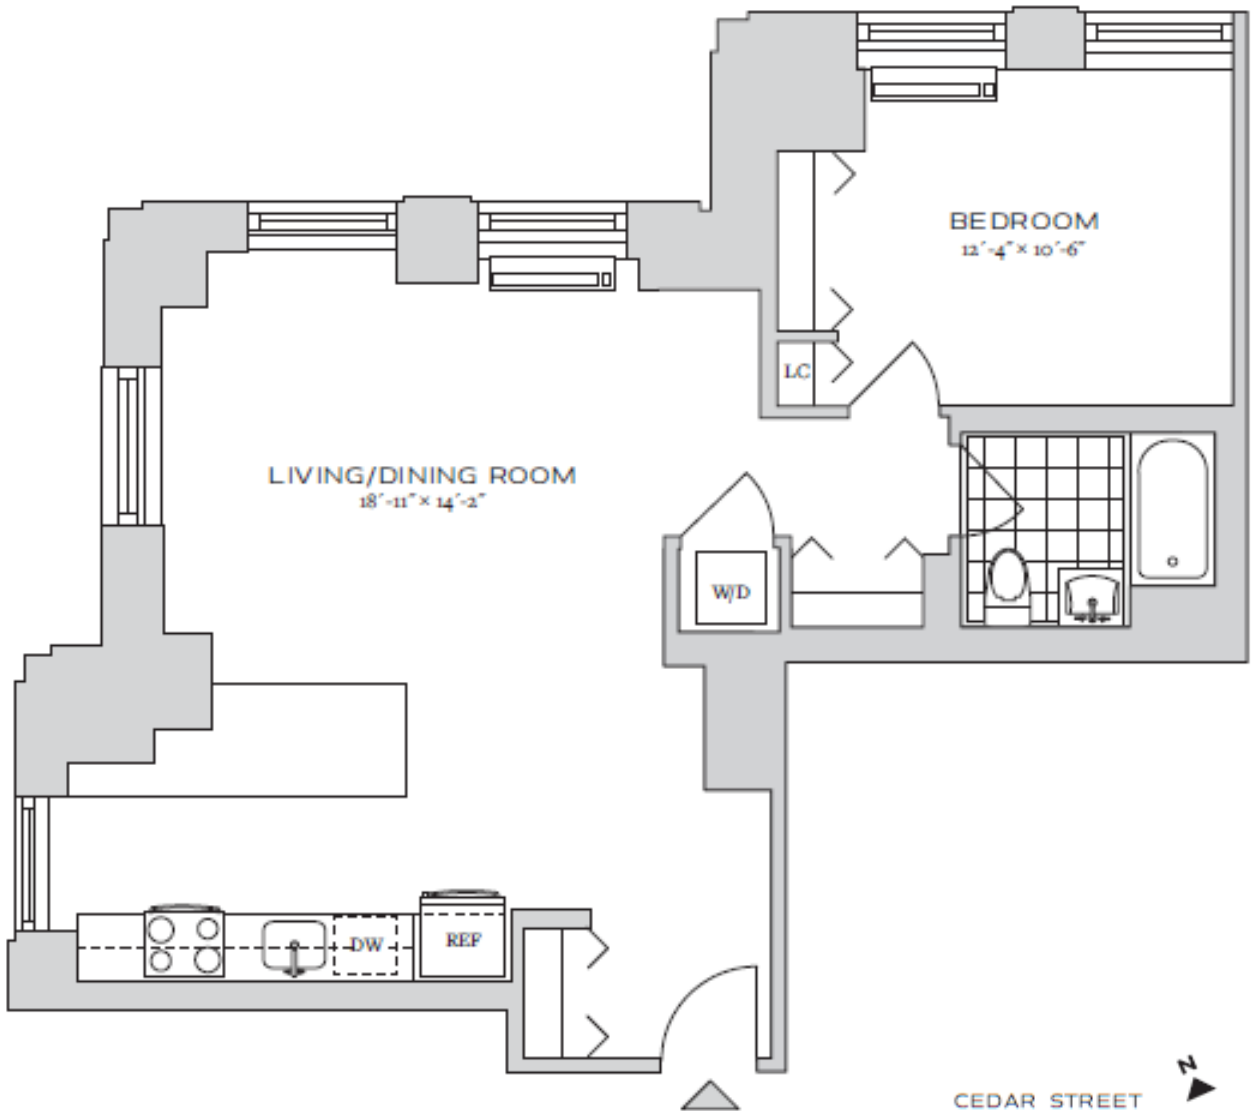 BEDROOM
12´-4˝ × 10´-6˝
LC
LIVING/DINING ROOM
18´-11˝ × 14´-2˝
W/D
DW
REF
N
CEDAR STREET